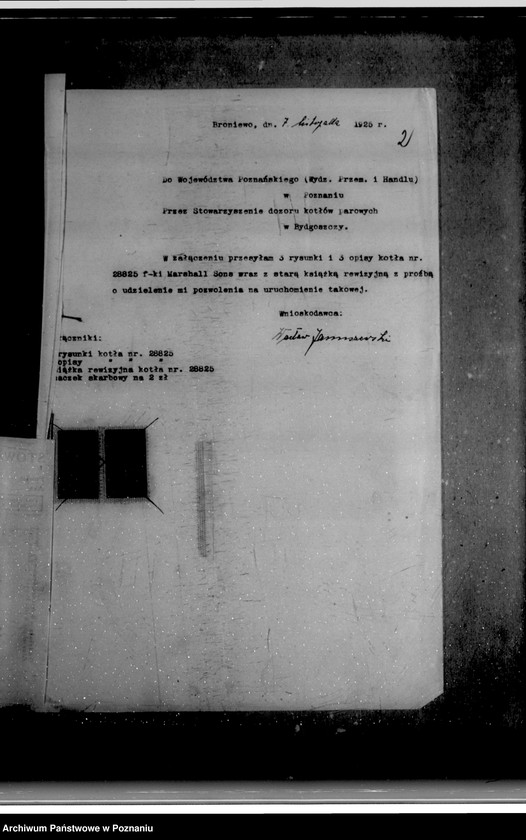 Broniewo, dn. 7 listopada 1925 r.
2
Do Województwa Poznańskiego (Wydz. Przem. i Handlu)
w Poznaniu
Przez Stowarzyszenie dozoru kotłów parowych
w Bydgoszczy.
W załączeniu przesyłam 3 rysunki i 3 opisy kotła nr.
28825 f-ki Marshall Sons wraz z starą książką rewizyjną z prośbą
o udzielenie mi pozwolenia na uruchomienie takowej.
Wnioskodawca:
Wacław Januszewski
łączniki:
rysunki kotła nr. 28825
opisy " " "
iążka rewizyjna kotła nr. 28825
naczek skarbowy na 2 zł
Archiwum Państwowe w Poznaniu